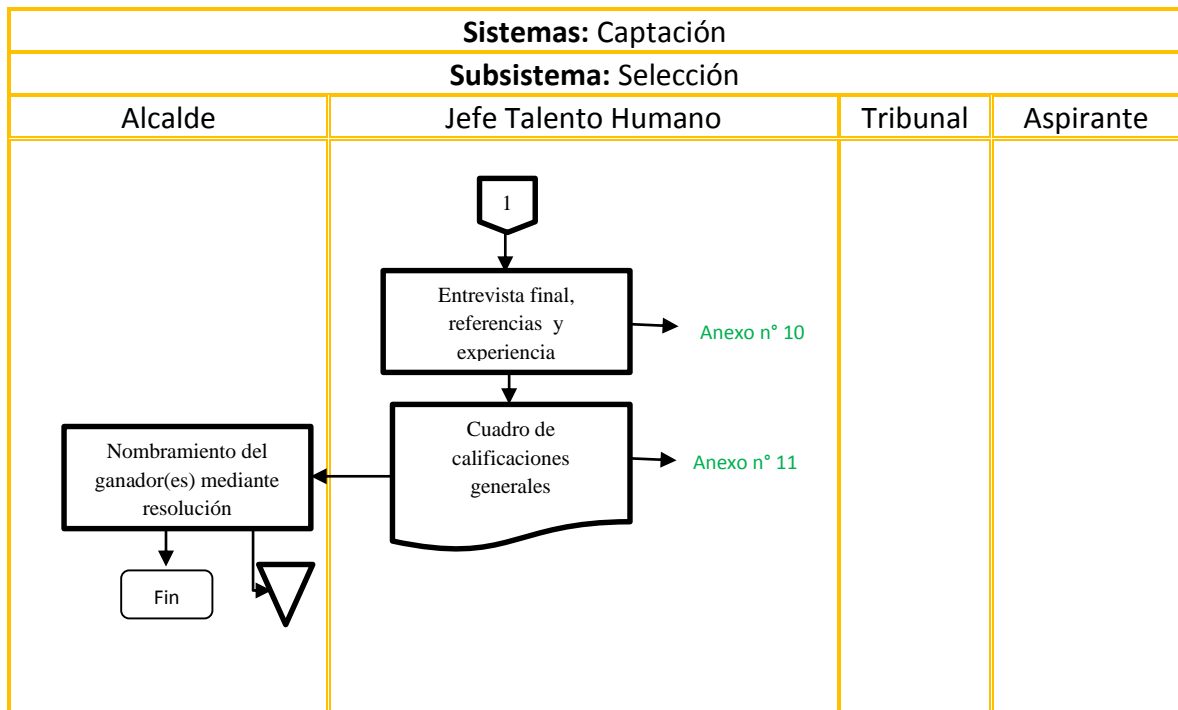 Sistemas: Captación
Subsistema: Selección
Alcalde
Jefe Talento Humano
Tribunal
Aspirante
1
Entrevista final,
referencias y
experiencia
Anexo n° 10
Cuadro de
calificaciones
generales
Anexo n° 11
Nombramiento del
ganador(es) mediante
resolución
Fin